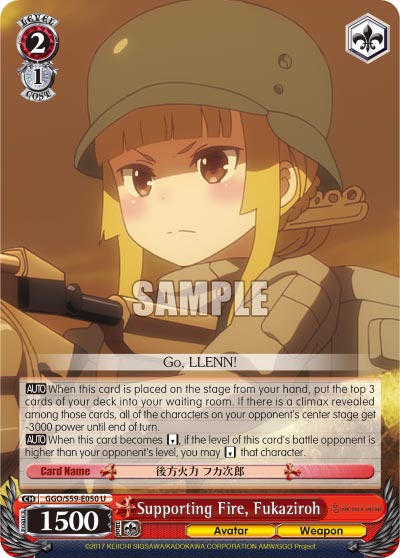 LEVEL
2
1
COST
SAMPLE
Go, LLENN!
AUTO When this card is placed on the stage from your hand, put the top 3
cards of your deck into your waiting room. If there is a climax revealed
among those cards, all of the characters on your opponent's center stage get
-3000 power until end of turn.
AUTO When this card becomes , if the level of this card's battle opponent is
higher than your opponent's level, you may that character.
Card Name 後方火力 フカ次郎
CH GGO/S59-E050 U
POWER 1500 Supporting Fire, Fukaziroh
Avatar Weapon
©2017 KEIICHI SIGSAWA/KADOKAWA CORPORATION AMW/GGO Project